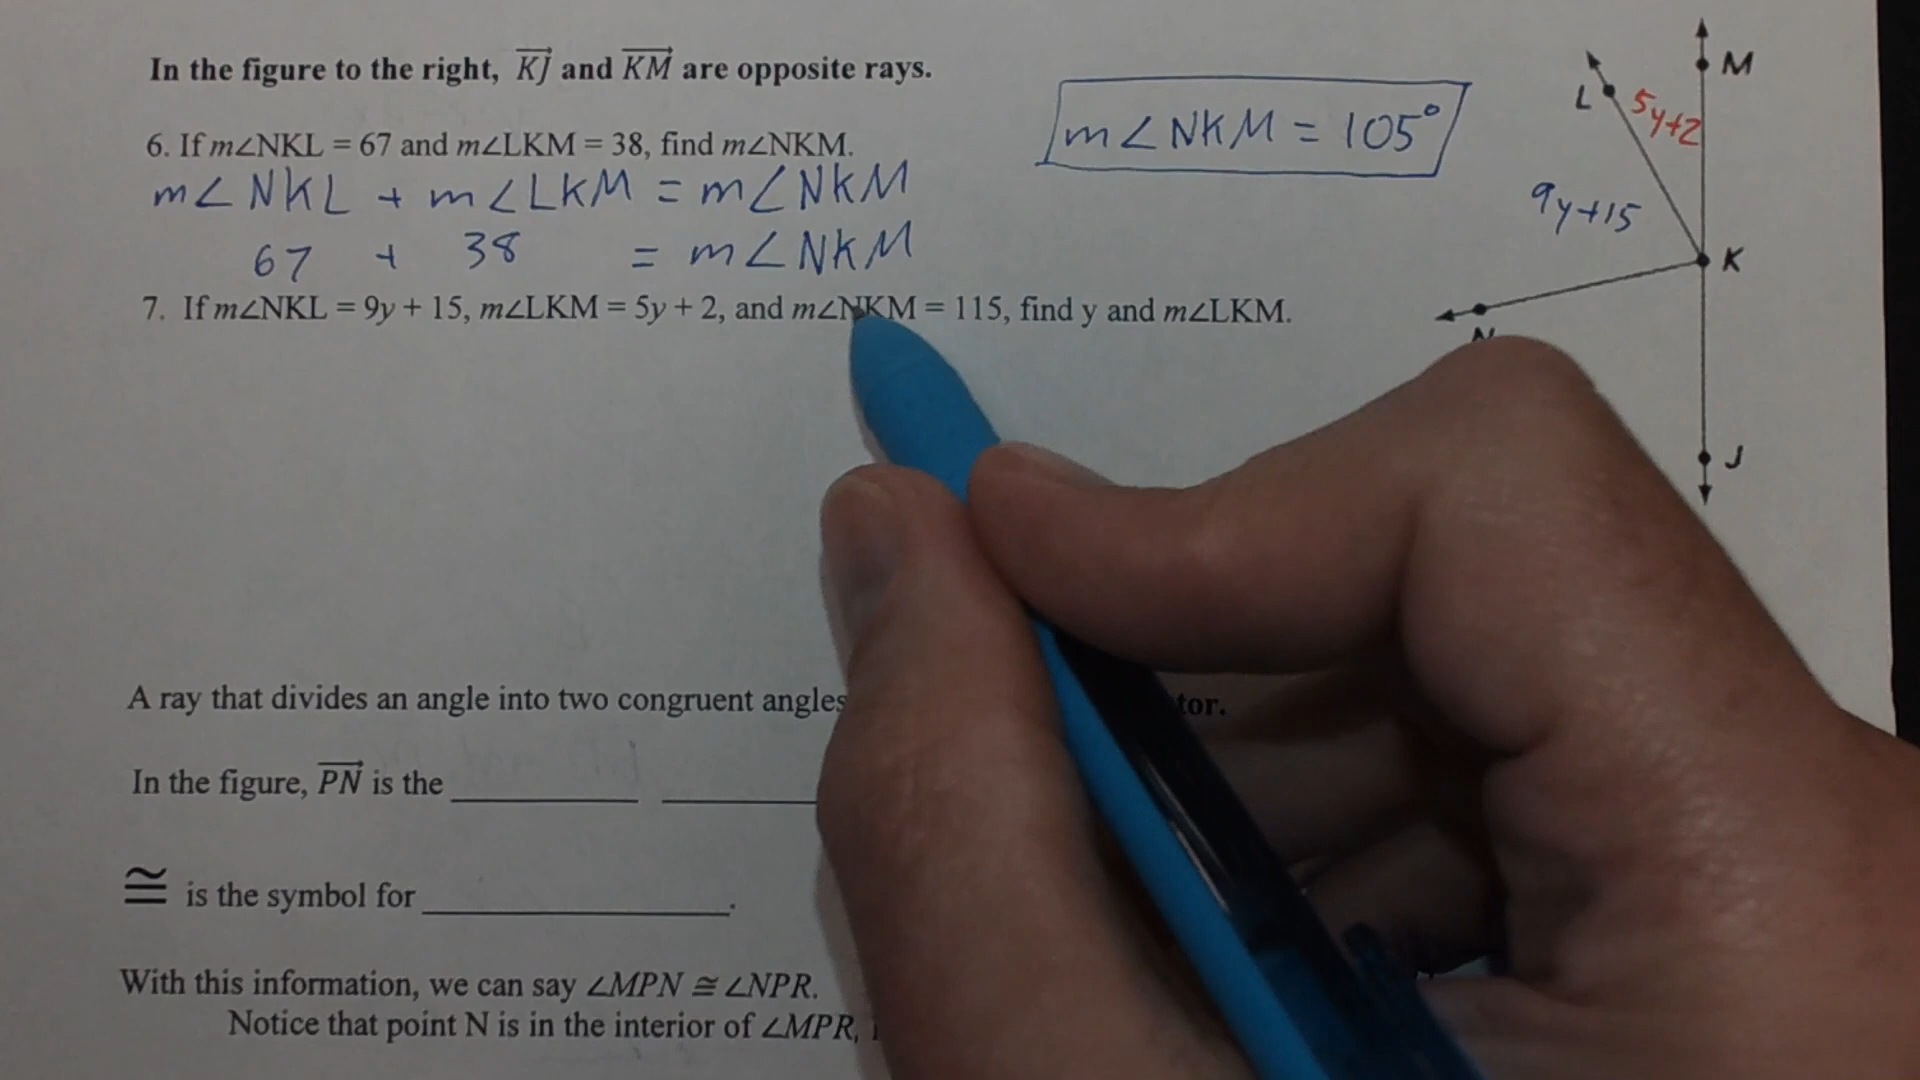 In the figure to the right, KJ and KM are opposite rays.
6. If m∠NKL = 67 and m∠LKM = 38, find m∠NKM.
m∠NKL + m∠LKM = m∠NKM
67 + 38 = m∠NKM
m∠NKM = 105°
7. If m∠NKL = 9y + 15, m∠LKM = 5y + 2, and m∠NKM = 115, find y and m∠LKM.
M
L
5y+2
9y+15
K
N
J
A ray that divides an angle into two congruent angles
tor.
In the figure, PN is the ____________ __________
≅ is the symbol for ____________________.
With this information, we can say ∠MPN ≅ ∠NPR.
Notice that point N is in the interior of ∠MPR,